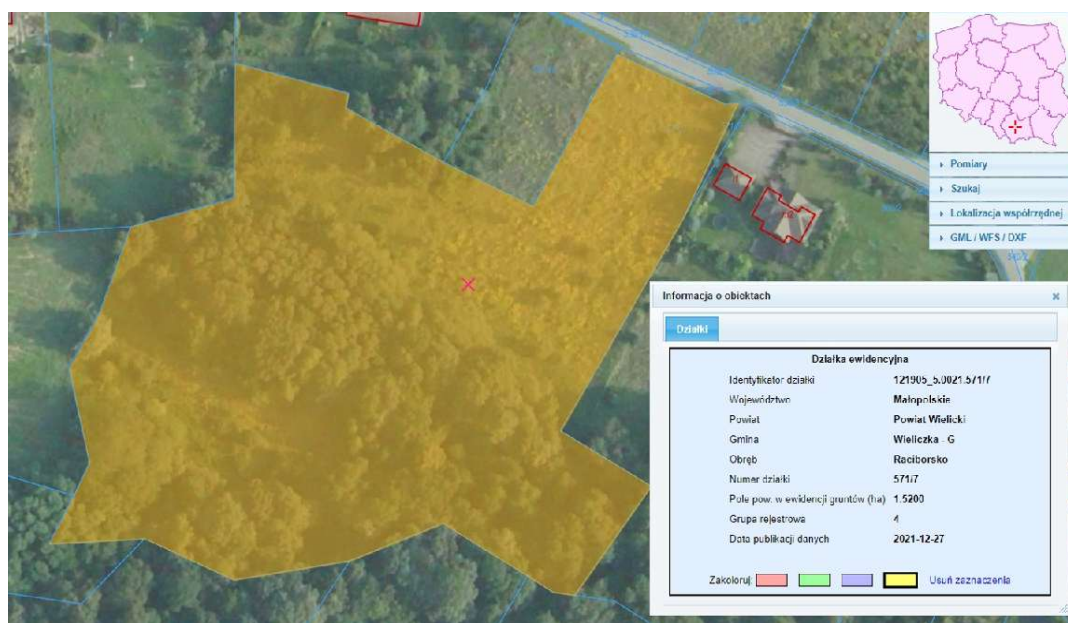 Pomiary
Szukaj
Lokalizacja współrzędnej
GML / WFS / DXF
Informacja o obiektach
Działki
Działka ewidencyjna
Identyfikator działki 121905_5.0021.571/7
Województwo Małopolskie
Powiat Powiat Wielicki
Gmina Wieliczka - G
Obręb Raciborsko
Numer działki 571/7
Pole pow. w ewidencji gruntów (ha) 1.5200
Grupa rejestrowa 4
Data publikacji danych 2021-12-27
Zakoloruj: Usuń zaznaczenia